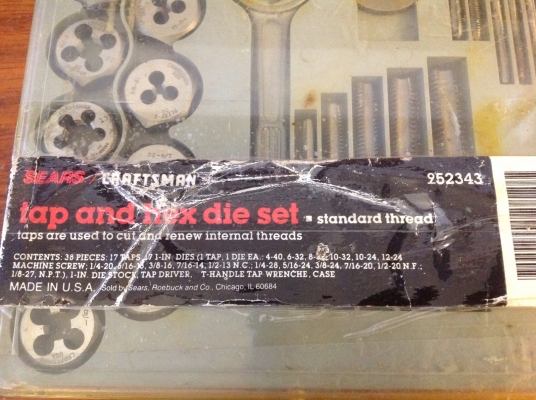 SEARS CRAFTSMAN 952343
tap and hex die set - standard thread
taps are used to cut and renew internal threads
CONTENTS: 38 PIECES: 17 TAPS, 17 1-IN. DIES (1 TAP, 1 DIE EA.: 4-40, 6-32, 10-32, 10-24, 12-24
MACHINE SCREW; 1/4-20, 5/16-18, 3/8-16, 7/16-14, 1/2-13 N.C.; 1/4-28, 5/16-24, 3/8-24, 7/16-20, 1/2-20 N.F.;
1/8-27, N.P.T.), 1-IN. DIE STOCK, TAP DRIVER, T-HANDLE TAP WRENCHE, CASE
MADE IN U.S.A. Sold by Sears, Roebuck and Co., Chicago, IL 60684